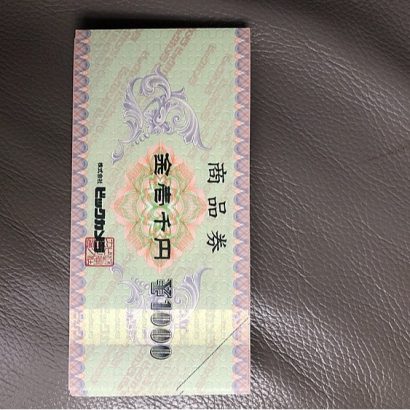 商品券
金壱千円
¥1000
株式会社
ビックカメラ